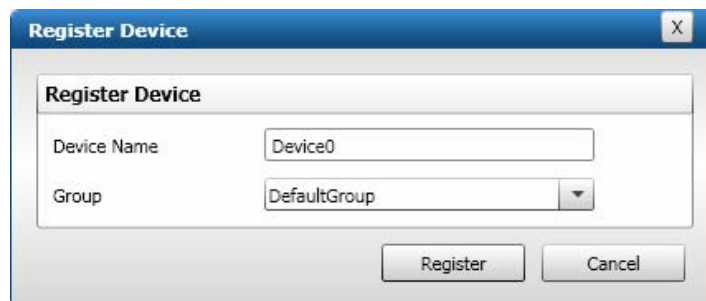 Register Device X
Register Device
Device Name Device0
Group DefaultGroup
Register Cancel